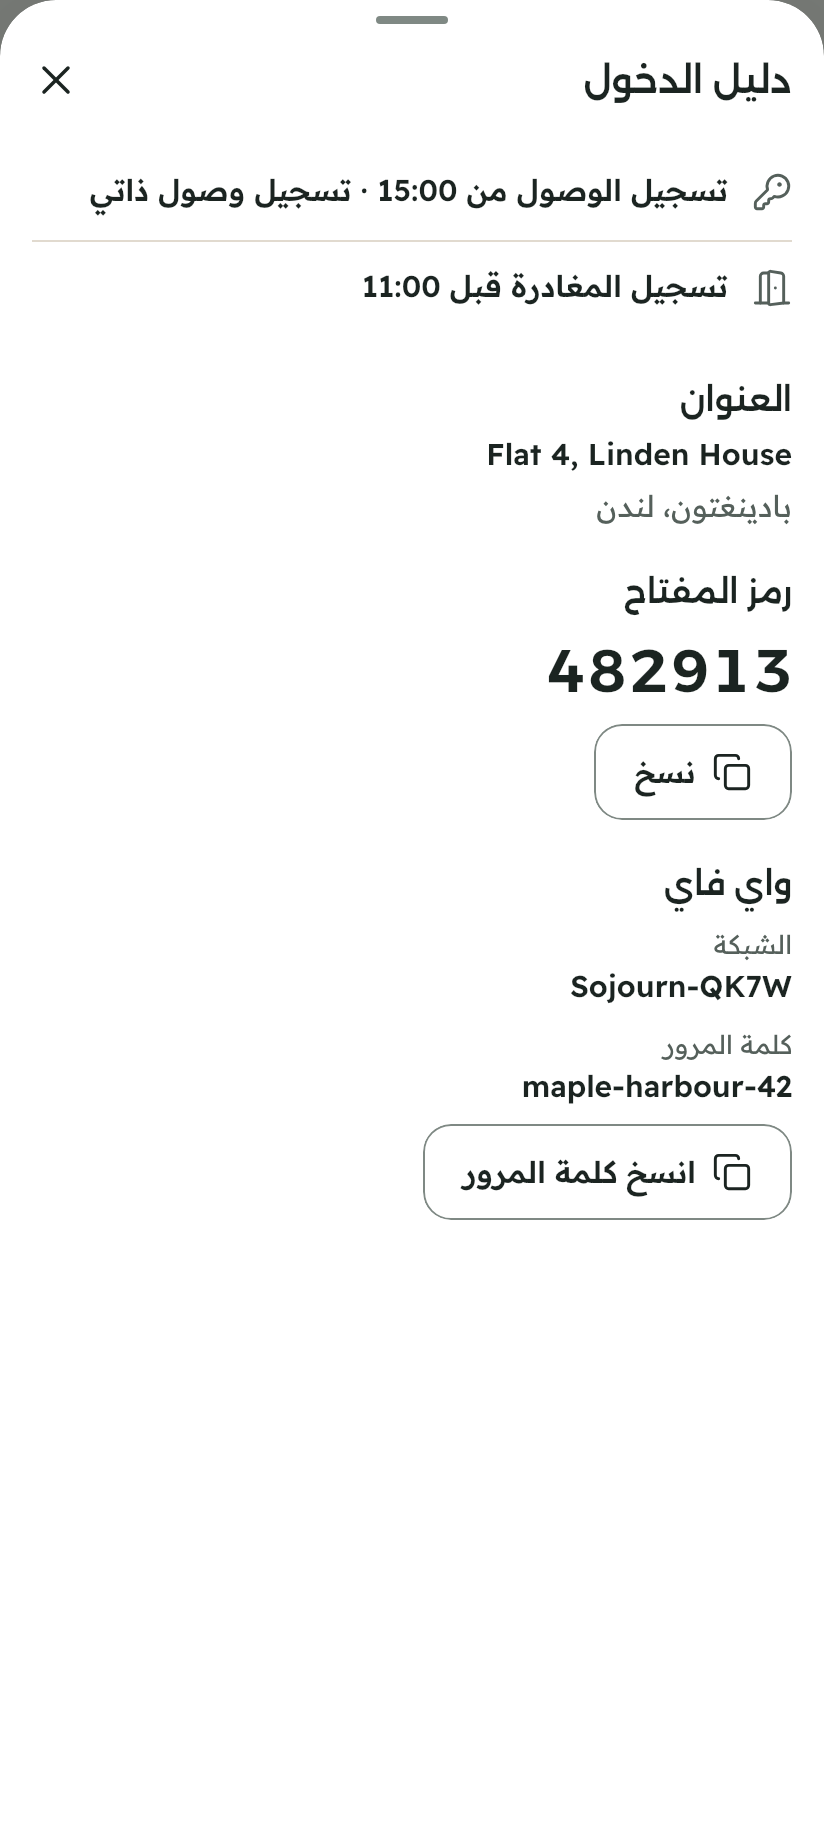 دليل الدخول
تسجيل الوصول من 15:00 · تسجيل وصول ذاتي
تسجيل المغادرة قبل 11:00
العنوان
Flat 4, Linden House
بادينغتون، لندن
رمز المفتاح
482913
نسخ
واي فاي
الشبكة
Sojourn-QK7W
كلمة المرور
maple-harbour-42
انسخ كلمة المرور